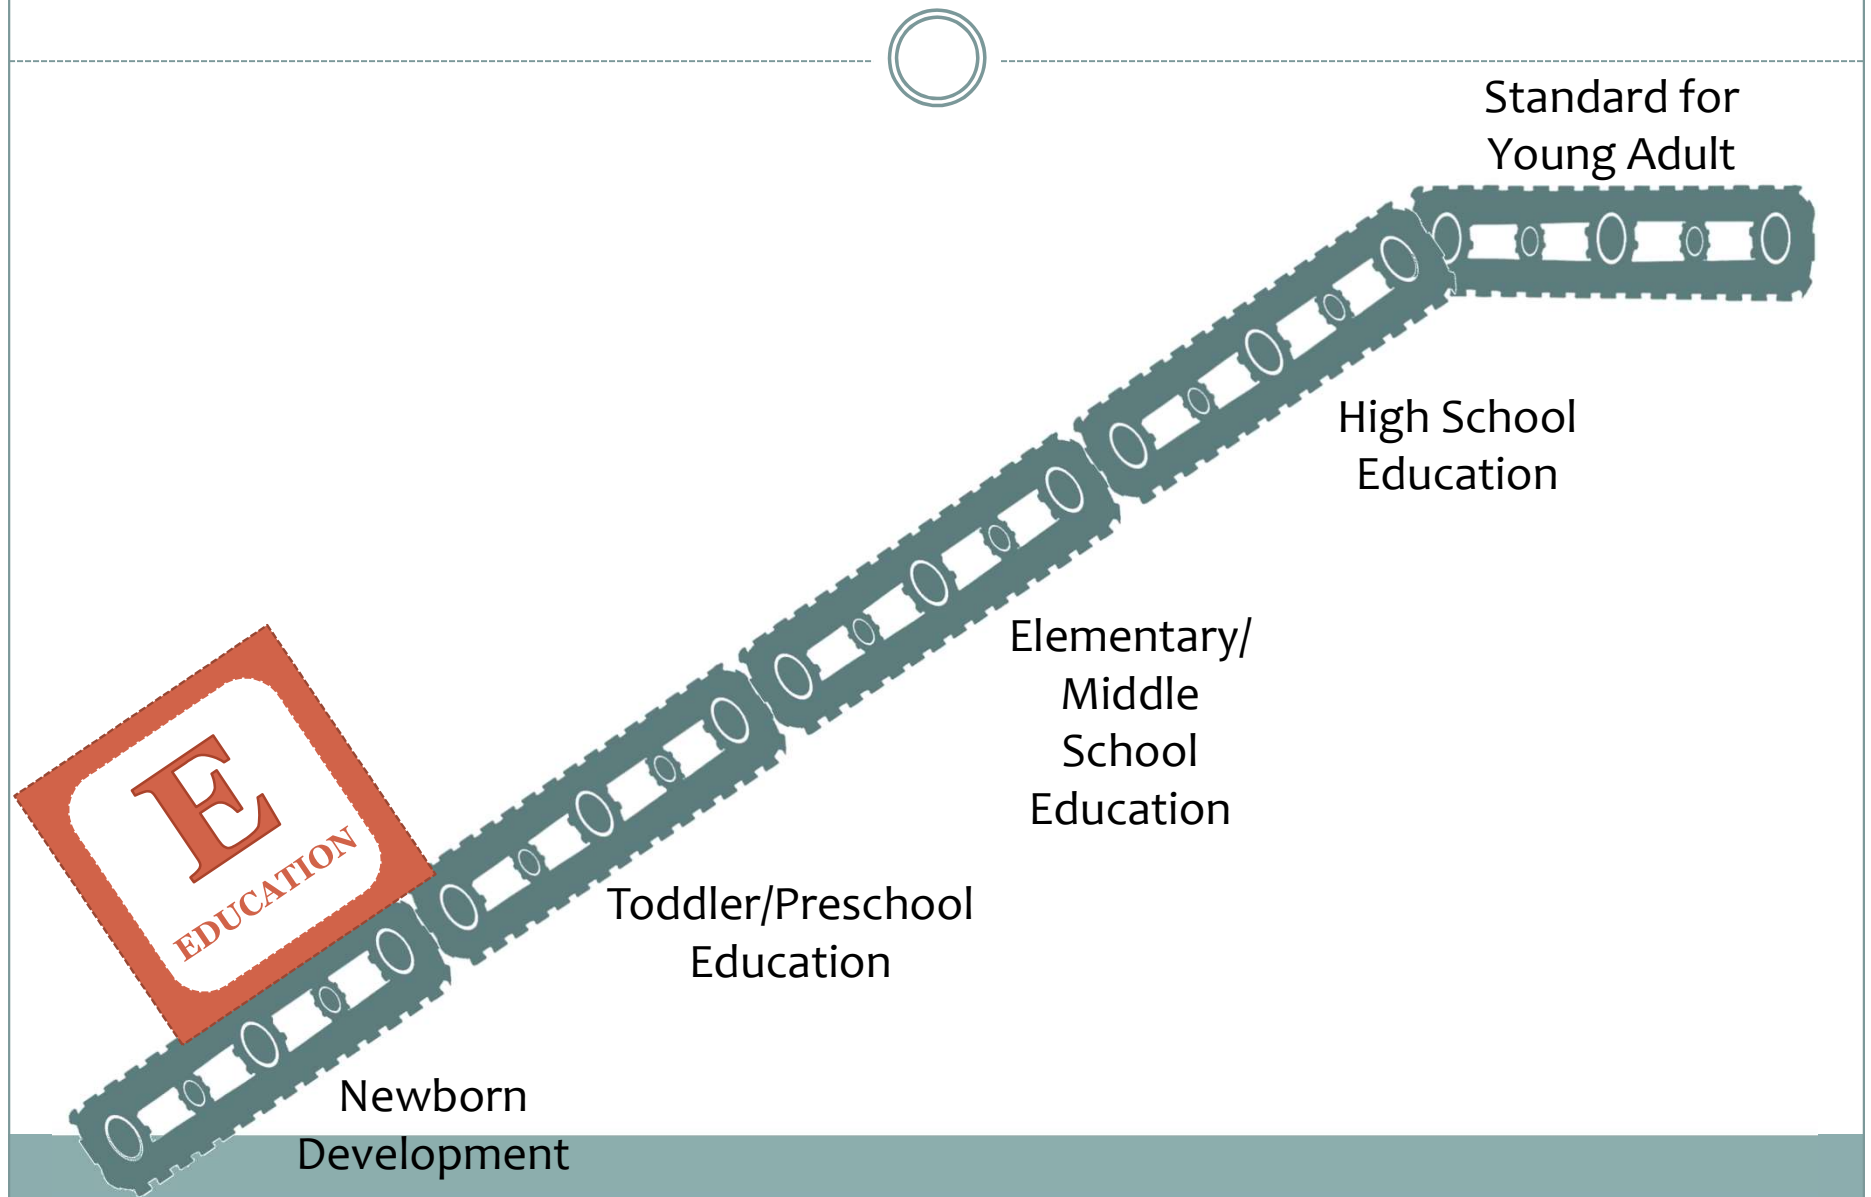 Standard for
Young Adult
High School
Education
Elementary/
Middle
School
Education
E
EDUCATION
Toddler/Preschool
Education
Newborn
Development